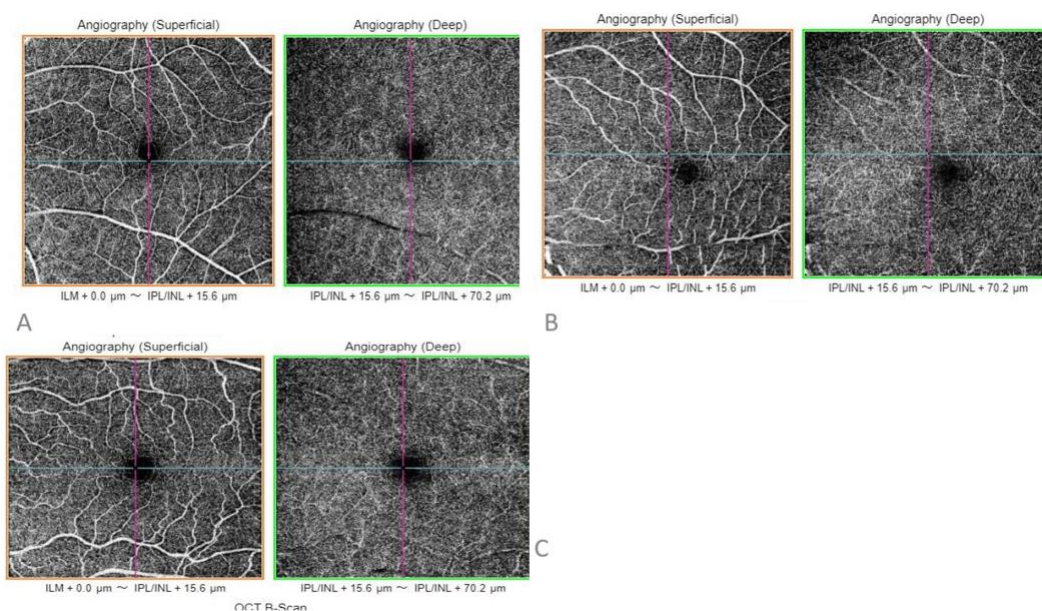 Angiography (Superficial)
Angiography (Deep)
ILM + 0.0 μm ～ IPL/INL + 15.6 μm
IPL/INL + 15.6 μm ～ IPL/INL + 70.2 μm
A
Angiography (Superficial)
Angiography (Deep)
ILM + 0.0 μm ～ IPL/INL + 15.6 μm
IPL/INL + 15.6 μm ～ IPL/INL + 70.2 μm
B
Angiography (Superficial)
Angiography (Deep)
ILM + 0.0 μm ～ IPL/INL + 15.6 μm
IPL/INL + 15.6 μm ～ IPL/INL + 70.2 μm
C
OCT B-Scan